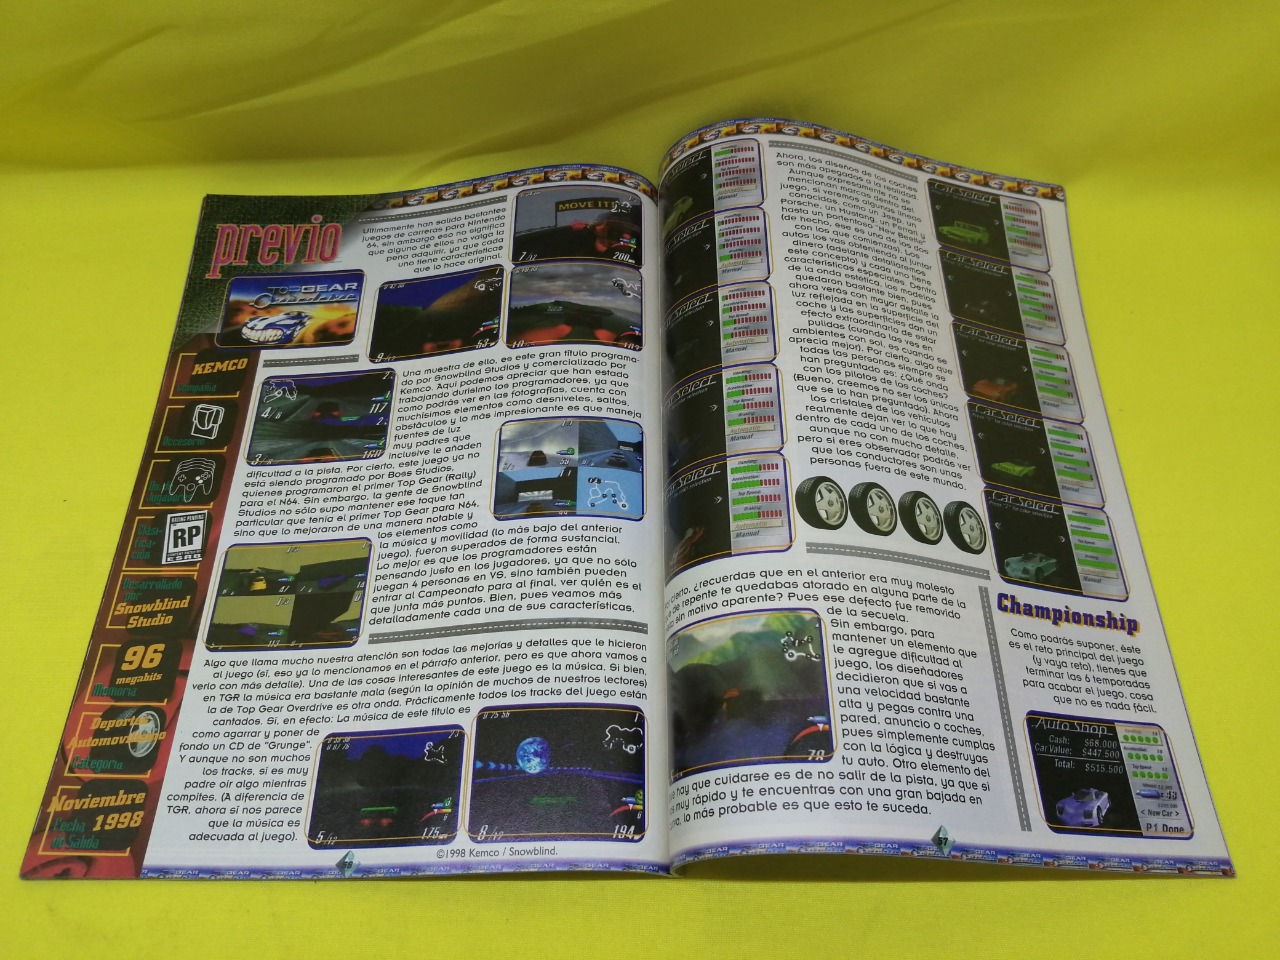 previo
Ultimamente han salido bastantes
juegos de carreras para Nintendo
64, sin embargo eso no significa
que alguno de ellos no valga la
pena adquirir, ya que cada
uno tiene características
que lo hace original.
TOP GEAR
Overdrive
MOVE IT!
KEMCO
Compañía
Accesorio
RATING PENDING
RP
ESRB
Desarrollado
por
Snowblind
Studio
96
megabits
Memoria
Deportes
Automovilismo
Categoría
Noviembre
1998
Fecha
de Salida
Una muestra de ello, es este gran título programa-
do por Snowblind Studios y comercializado por
Kemco. Aquí podemos apreciar que han estado
trabajando durísimo los programadores, ya que
como podrás ver en las fotografías, cuenta con
muchísimos elementos como desniveles, saltos,
obstáculos y lo más impresionante es que maneja
fuentes de luz
muy padres que
inclusive le añaden
dificultad a la pista. Por cierto, este juego ya no
está siendo programado por Boss Studios,
quienes programaron el primer Top Gear (Rally)
para el N64. Sin embargo, la gente de Snowblind
Studios no sólo supo mantener ese toque tan
particular que tenía el primer Top Gear para N64,
sino que lo mejoraron de una manera notable y
los elementos como
la música y movilidad (lo más bajo del anterior
juego), fueron superados de forma sustancial.
Lo mejor es que los programadores están
pensando justo en los jugadores, ya que no sólo
juegan 4 personas en VS, sino también pueden
entrar al Campeonato para al final, ver quién es el
que junta más puntos. Bien, pues veamos más
detalladamente cada una de sus características.
Algo que llama mucho nuestra atención son todas las mejorías y detalles que le hicieron
al juego (sí, eso ya lo mencionamos en el párrafo anterior, pero es que ahora vamos a
verlo con más detalle). Una de las cosas interesantes de este juego es la música. Si bien,
en TGR la música era bastante mala (según la opinión de muchos de nuestros lectores)
la de Top Gear Overdrive es otra onda. Prácticamente todos los tracks del juego están
cantados. Sí, en efecto: La música de este título es
como agarrar y poner de
fondo un CD de "Grunge".
Y aunque no son muchos
los tracks, sí es muy
padre oír algo mientras
compites. (A diferencia de
TGR, ahora sí nos parece
que la música es
adecuada al juego).
©1998 Kemco / Snowblind.
Ahora, los diseños de los coches
son más apegados a la realidad.
Aunque expresamente no se
mencionan marcas dentro del
juego, sí veremos algunas líneas
conocidas, como un Jeep, un
Porsche, un Mustang, un Ferrari y
hasta un portentoso "New Beetle"
(de hecho, ese es uno de los dos
con los que comienzas). Los
autos los vas obteniendo al juntar
dinero (adelante detallaremos
este concepto) y cada uno tiene
características especiales. Dentro
de la onda estética, los modelos
quedaron bastante bien, pues
ahora verás con mayor detalle la
luz reflejada en la superficie del
coche y las superficies dan un
efecto extraordinario de estar
pulidas (cuando las ves en
ambientes con sol, es cuando se
aprecia mejor). Por cierto algo que
todas las personas siempre se
han preguntado es: ¿Qué onda
con los pilotos de los coches?
(Bueno, creemos no ser los únicos
que se lo han preguntado). Ahora
los cristales de los vehículos
realmente dejan ver lo que hay
dentro de cada uno de los coches,
aunque no con mucho detalle,
pero si eres observador podrás ver
que los conductores son unas
personas fuera de este mundo.
Car Select
Car Select
Car Select
Car Select
cierto, ¿recuerdas que en el anterior era muy molesto
de repente te quedabas atorado en alguna parte de la
sin motivo aparente? Pues ese defecto fue removido
de la secuela.
Sin embargo, para
mantener un elemento que
le agregue dificultad al
juego, los diseñadores
decidieron que si vas a
una velocidad bastante
alta y pegas contra una
pared, anuncio o coches,
pues simplemente cumplas
con la lógica y destruyas
tu auto. Otro elemento del
hay que cuidarse es de no salir de la pista, ya que si
muy rápido y te encuentras con una gran bajada en
lo más probable es que esto te suceda.
Championship
Como podrás suponer, éste
es el reto principal del juego
(y vaya reto), tienes que
terminar las 6 temporadas
para acabar el juego, cosa
que no es nada fácil.
Auto Shop
Cash: $68,000
Car Value: $447,500
Total: $515,500
< New Car >
P1 Done
57